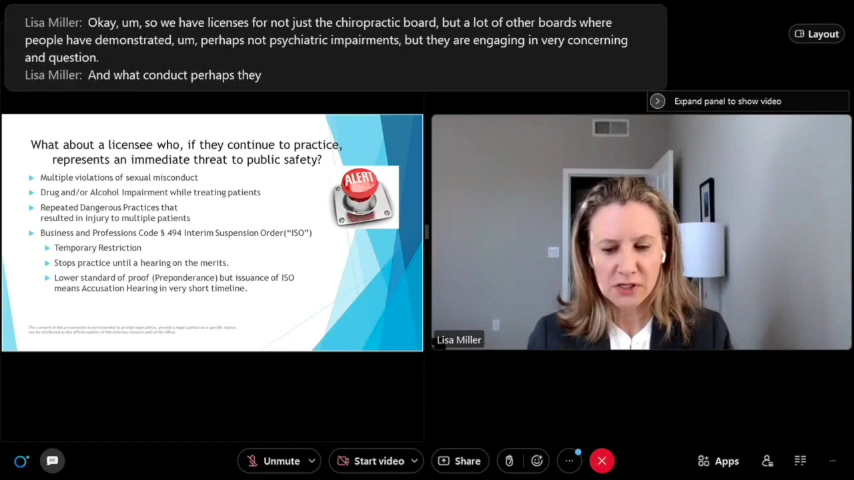 Lisa Miller: Okay, um, so we have licenses for not just the chiropractic board, but a lot of other boards where
people have demonstrated, um, perhaps not psychiatric impairments, but they are engaging in very concerning
and question.
Lisa Miller: And what conduct perhaps they
Layout
Expand panel to show video
What about a licensee who, if they continue to practice,
represents an immediate threat to public safety?
Multiple violations of sexual misconduct
Drug and/or Alcohol Impairment while treating patients
Repeated Dangerous Practices that
resulted in injury to multiple patients
Business and Professions Code § 494 Interim Suspension Order("ISO")
Temporary Restriction
Stops practice until a hearing on the merits.
Lower standard of proof (Preponderance) but issuance of ISO
means Accusation Hearing in very short timeline.
ALERT
Lisa Miller
Unmute
Start video
Share
Apps